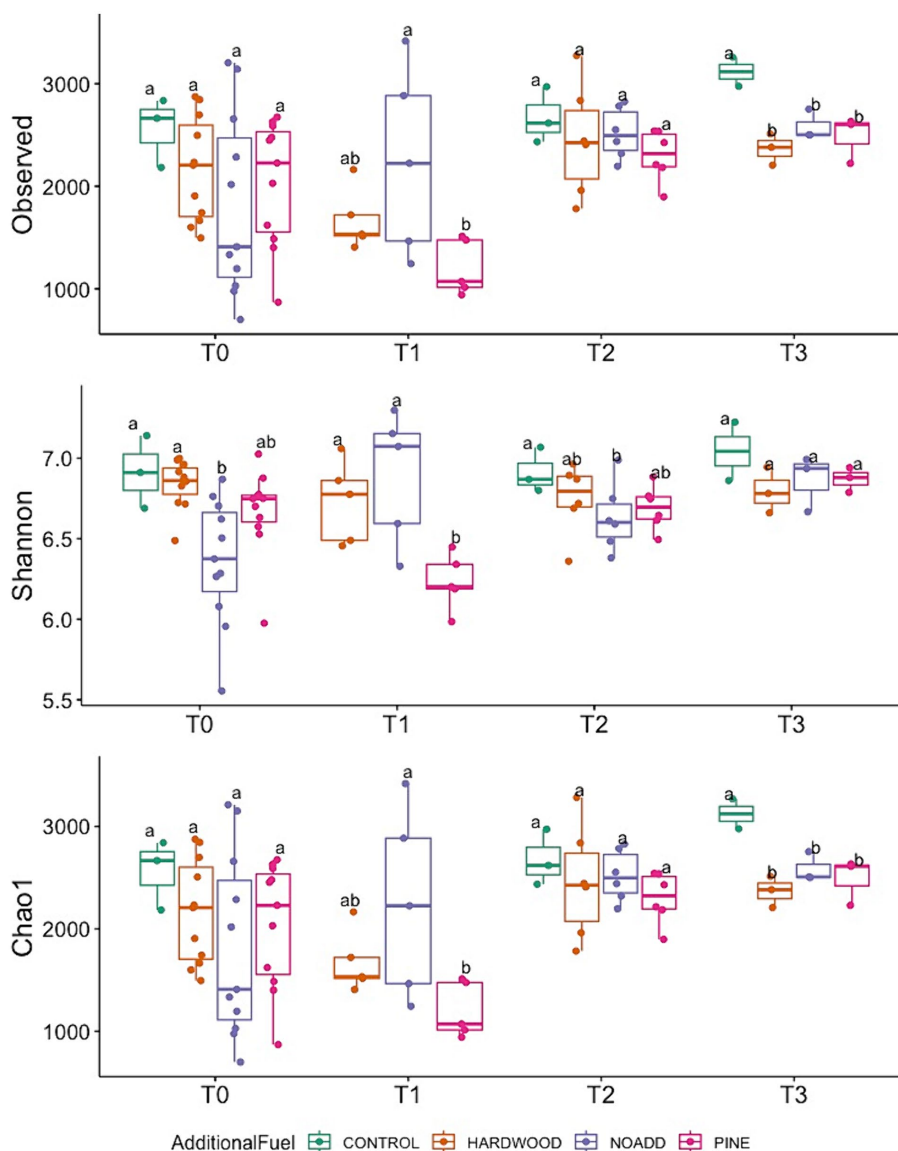 Observed
3000
2000
1000
a a a a
ab a b
a a a a
a b b b
T0 T1 T2 T3
Shannon
7.0
6.5
6.0
5.5
a a b ab
a a b
a ab b ab
a a a a
T0 T1 T2 T3
Chao1
3000
2000
1000
a a a a
ab a b
a a a a
a b b b
T0 T1 T2 T3
AdditionalFuel CONTROL HARDWOOD NOADD PINE